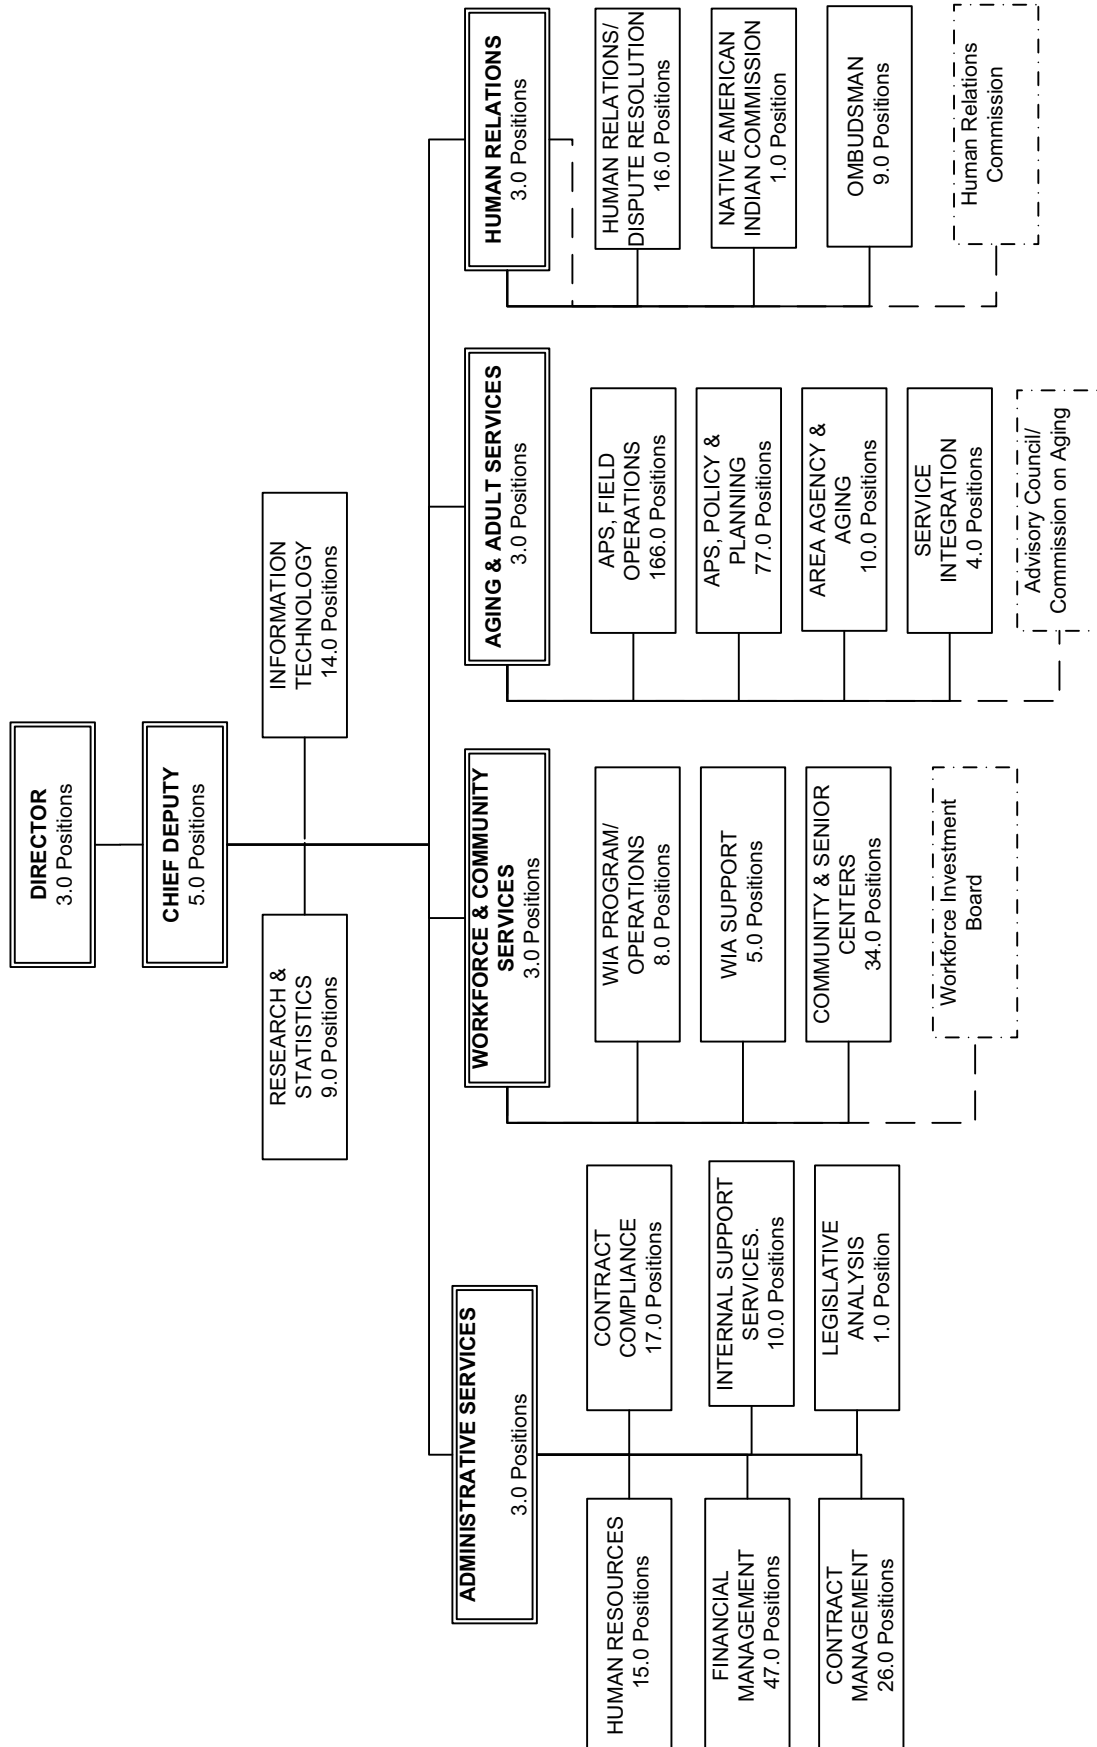 DIRECTOR
3.0 Positions
CHIEF DEPUTY
5.0 Positions
RESEARCH &
STATISTICS
9.0 Positions
INFORMATION
TECHNOLOGY
14.0 Positions
ADMINISTRATIVE SERVICES
3.0 Positions
HUMAN RESOURCES
15.0 Positions
CONTRACT
COMPLIANCE
17.0 Positions
FINANCIAL
MANAGEMENT
47.0 Positions
INTERNAL SUPPORT
SERVICES.
10.0 Positions
CONTRACT
MANAGEMENT
26.0 Positions
LEGISLATIVE
ANALYSIS
1.0 Position
WORKFORCE & COMMUNITY
SERVICES
3.0 Positions
WIA PROGRAM/
OPERATIONS
8.0 Positions
WIA SUPPORT
5.0 Positions
COMMUNITY & SENIOR
CENTERS
34.0 Positions
Workforce Investment
Board
AGING & ADULT SERVICES
3.0 Positions
APS, FIELD
OPERATIONS
166.0 Positions
APS, POLICY &
PLANNING
77.0 Positions
AREA AGENCY &
AGING
10.0 Positions
SERVICE
INTEGRATION
4.0 Positions
Advisory Council/
Commission on Aging
HUMAN RELATIONS
3.0 Positions
HUMAN RELATIONS/
DISPUTE RESOLUTION
16.0 Positions
NATIVE AMERICAN
INDIAN COMMISSION
1.0 Position
OMBUDSMAN
9.0 Positions
Human Relations
Commission